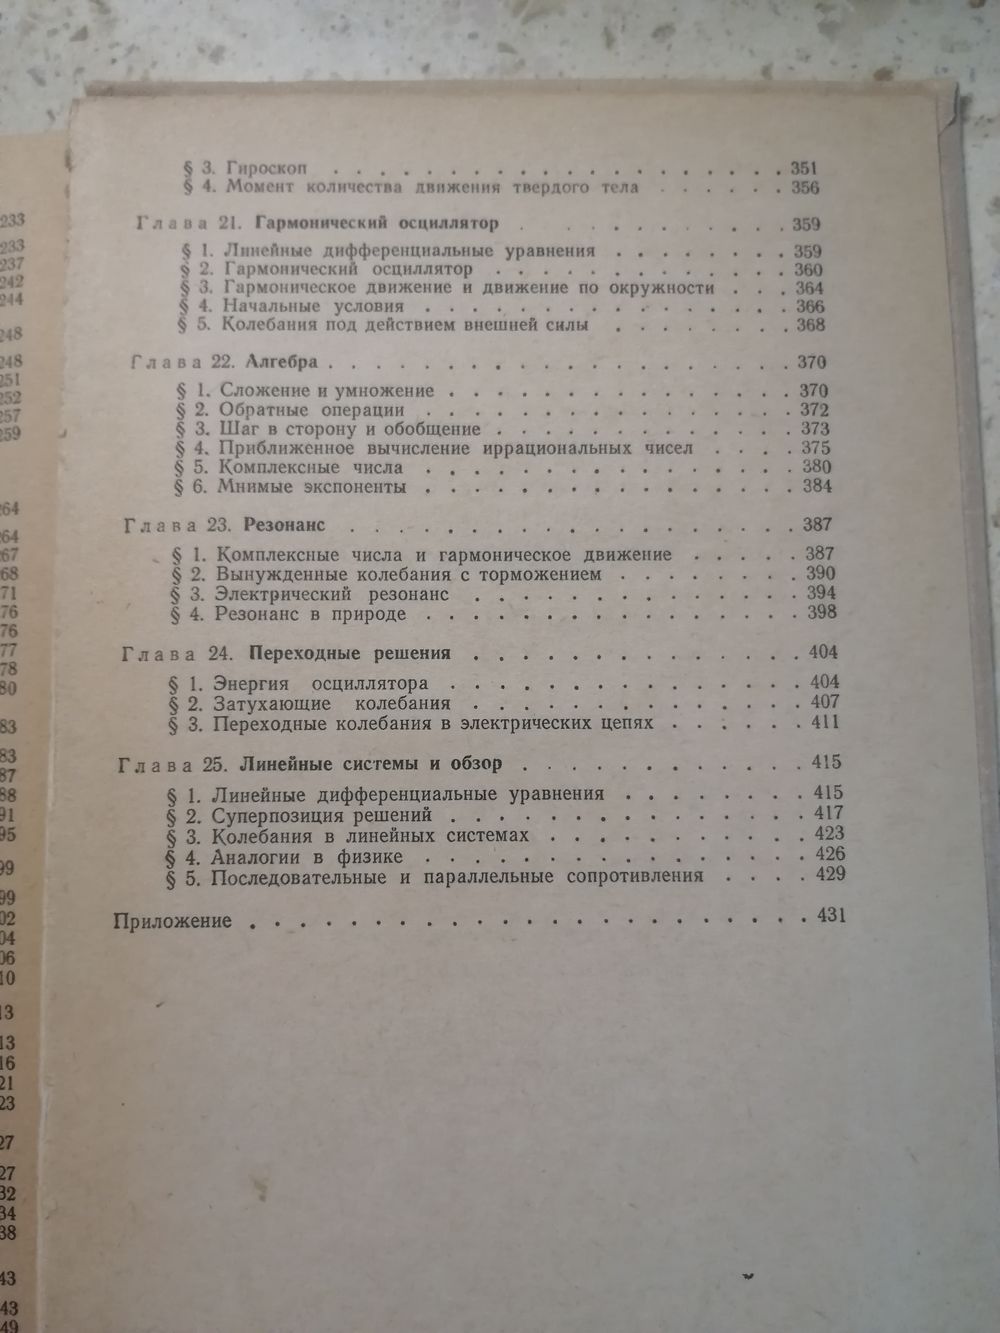 § 3. Гироскоп . . . . . . . . . . . . . . . . . . . 351
§ 4. Момент количества движения твердого тела . . . . . . 356
Глава 21. Гармонический осциллятор . . . . . . . . . . . 359
§ 1. Линейные дифференциальные уравнения . . . . . . . . 359
§ 2. Гармонический осциллятор . . . . . . . . . . . . 360
§ 3. Гармоническое движение и движение по окружности . . . 364
§ 4. Начальные условия . . . . . . . . . . . . . . 366
§ 5. Колебания под действием внешней силы . . . . . . . . 368
Глава 22. Алгебра . . . . . . . . . . . . . . . . . . 370
§ 1. Сложение и умножение . . . . . . . . . . . . . . 370
§ 2. Обратные операции . . . . . . . . . . . . . . . 372
§ 3. Шаг в сторону и обобщение . . . . . . . . . . . . 373
§ 4. Приближенное вычисление иррациональных чисел . . . . 375
§ 5. Комплексные числа . . . . . . . . . . . . . . . 380
§ 6. Мнимые экспоненты . . . . . . . . . . . . . . . 384
Глава 23. Резонанс . . . . . . . . . . . . . . . . . . 387
§ 1. Комплексные числа и гармоническое движение . . . . . 387
§ 2. Вынужденные колебания с торможением . . . . . . . . 390
§ 3. Электрический резонанс . . . . . . . . . . . . . 394
§ 4. Резонанс в природе . . . . . . . . . . . . . . . 398
Глава 24. Переходные решения . . . . . . . . . . . . . 404
§ 1. Энергия осциллятора . . . . . . . . . . . . . . 404
§ 2. Затухающие колебания . . . . . . . . . . . . . 407
§ 3. Переходные колебания в электрических цепях . . . . . . 411
Глава 25. Линейные системы и обзор . . . . . . . . . . . 415
§ 1. Линейные дифференциальные уравнения . . . . . . . . 415
§ 2. Суперпозиция решений . . . . . . . . . . . . . . 417
§ 3. Колебания в линейных системах . . . . . . . . . . 423
§ 4. Аналогии в физике . . . . . . . . . . . . . . . 426
§ 5. Последовательные и параллельные сопротивления . . . . 429
Приложение . . . . . . . . . . . . . . . . . . . . . . 431